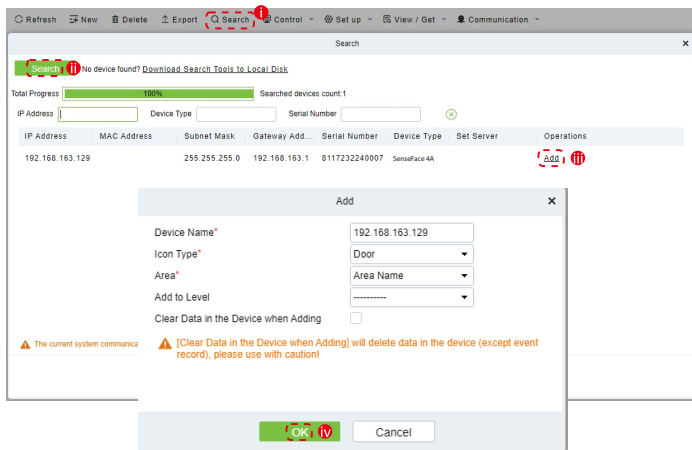 Refresh New Delete Export Search Control Set up View / Get Communication
i
Search
Search ii No device found? Download Search Tools to Local Disk
Total Progress 100% Searched devices count:1
IP Address Device Type Serial Number
IP Address MAC Address Subnet Mask Gateway Add... Serial Number Device Type Set Server Operations
192.168.163.129 255.255.255.0 192.168.163.1 8117232240007 SenseFace 4A Add iii
Add
Device Name* 192.168.163.129
Icon Type* Door
Area* Area Name
Add to Level ----------
Clear Data in the Device when Adding
The current system communica
[Clear Data in the Device when Adding] will delete data in the device (except event
record), please use with caution!
OK iv Cancel